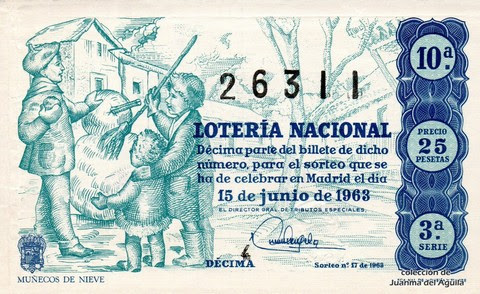 26311
10ª.
LOTERÍA NACIONAL
Décima parte del billete de dicho
número, para el sorteo que se
ha de celebrar en Madrid el día
15 de junio de 1963
EL DIRECTOR GRAL. DE TRIBUTOS ESPECIALES,
PRECIO
25
PESETAS
3ª.
SERIE
DÉCIMA
Sorteo nº. 17 de 1963
MUÑECOS DE NIEVE
colección de
Juanma del Águila